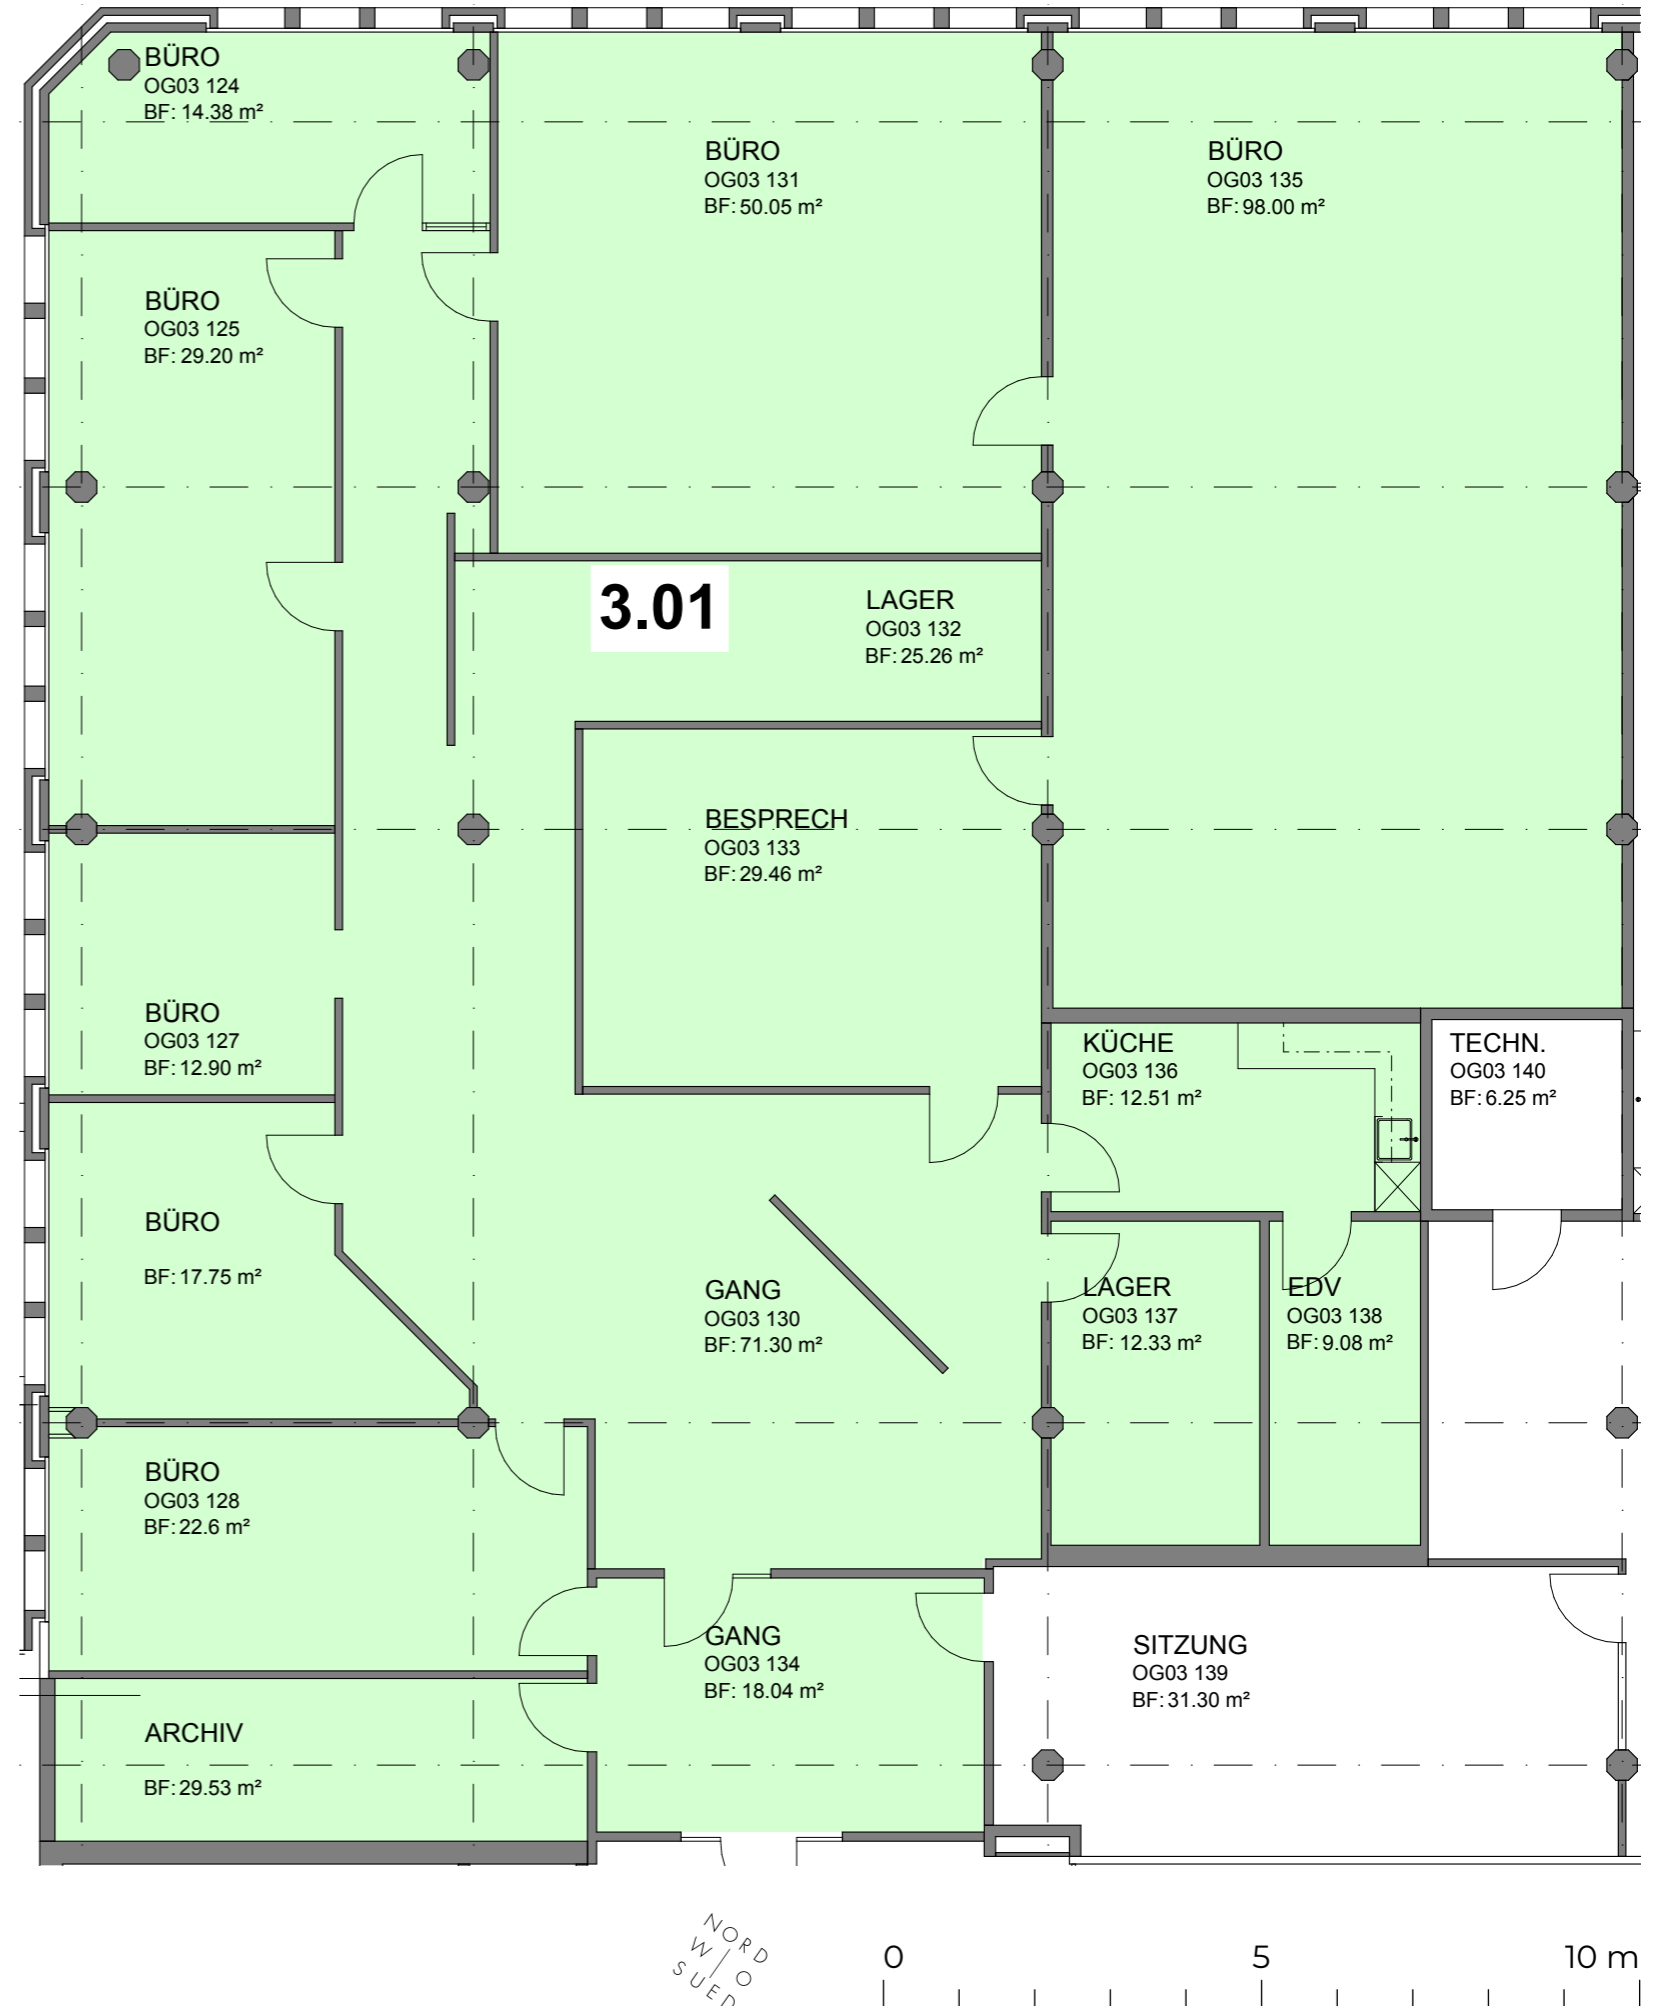 BÜRO
OG03 124
BF: 14.38 m²
BÜRO
OG03 131
BF: 50.05 m²
BÜRO
OG03 135
BF: 98.00 m²
BÜRO
OG03 125
BF: 29.20 m²
3.01
LAGER
OG03 132
BF: 25.26 m²
BESPRECH
OG03 133
BF: 29.46 m²
BÜRO
OG03 127
BF: 12.90 m²
KÜCHE
OG03 136
BF: 12.51 m²
TECHN.
OG03 140
BF: 6.25 m²
BÜRO
BF: 17.75 m²
GANG
OG03 130
BF: 71.30 m²
LAGER
OG03 137
BF: 12.33 m²
EDV
OG03 138
BF: 9.08 m²
BÜRO
OG03 128
BF: 22.6 m²
GANG
OG03 134
BF: 18.04 m²
SITZUNG
OG03 139
BF: 31.30 m²
ARCHIV
BF: 29.53 m²
NORD
W / O
SUED
0 5 10 m